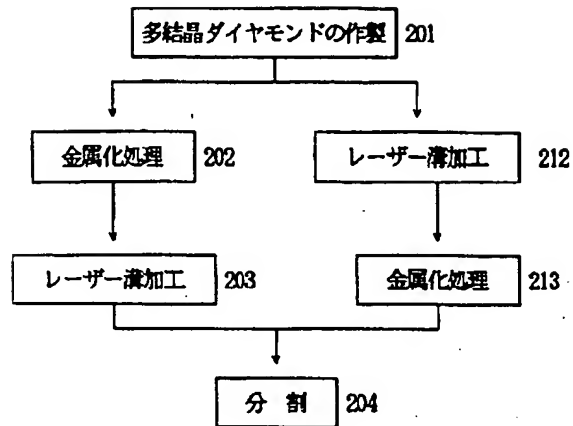 多結晶ダイヤモンドの作製 201
金属化処理 202
レーザー溝加工 212
レーザー溝加工 203
金属化処理 213
分 割 204